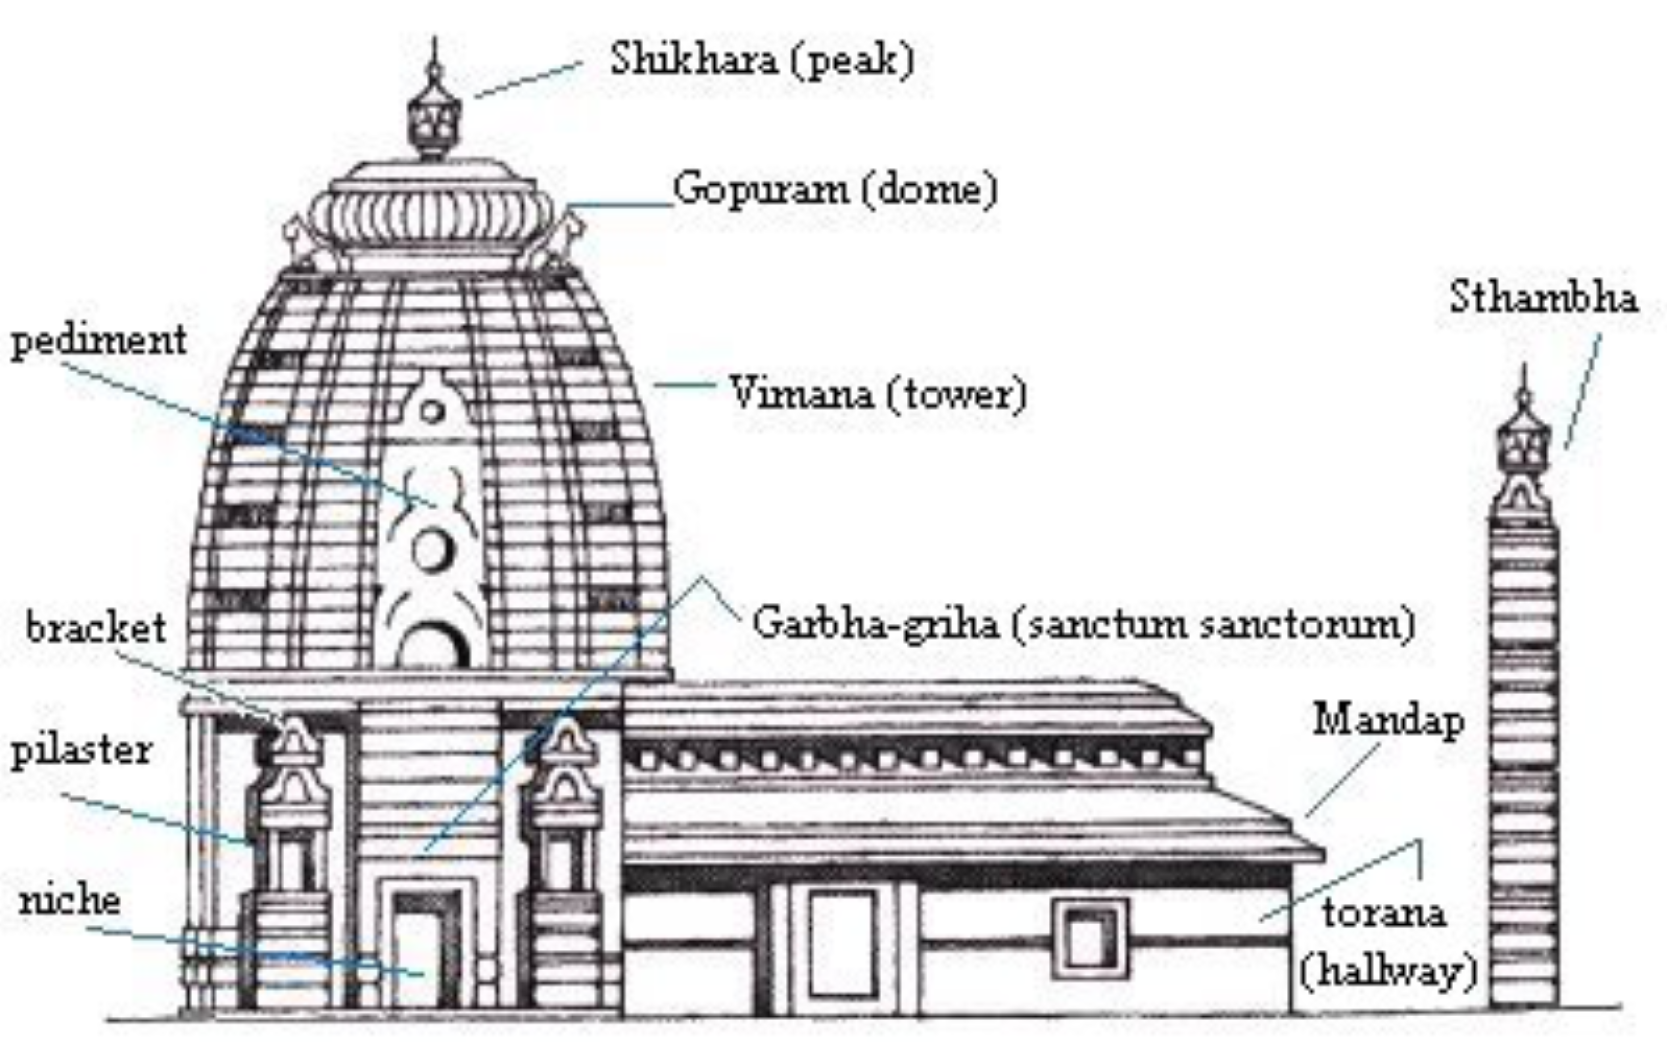 Shikhara (peak)
Gopuram (dome)
Sthambha
pediment
Vimana (tower)
bracket
Garbha-griha (sanctum sanctorum)
Mandap
pilaster
niche
torana
(hallway)